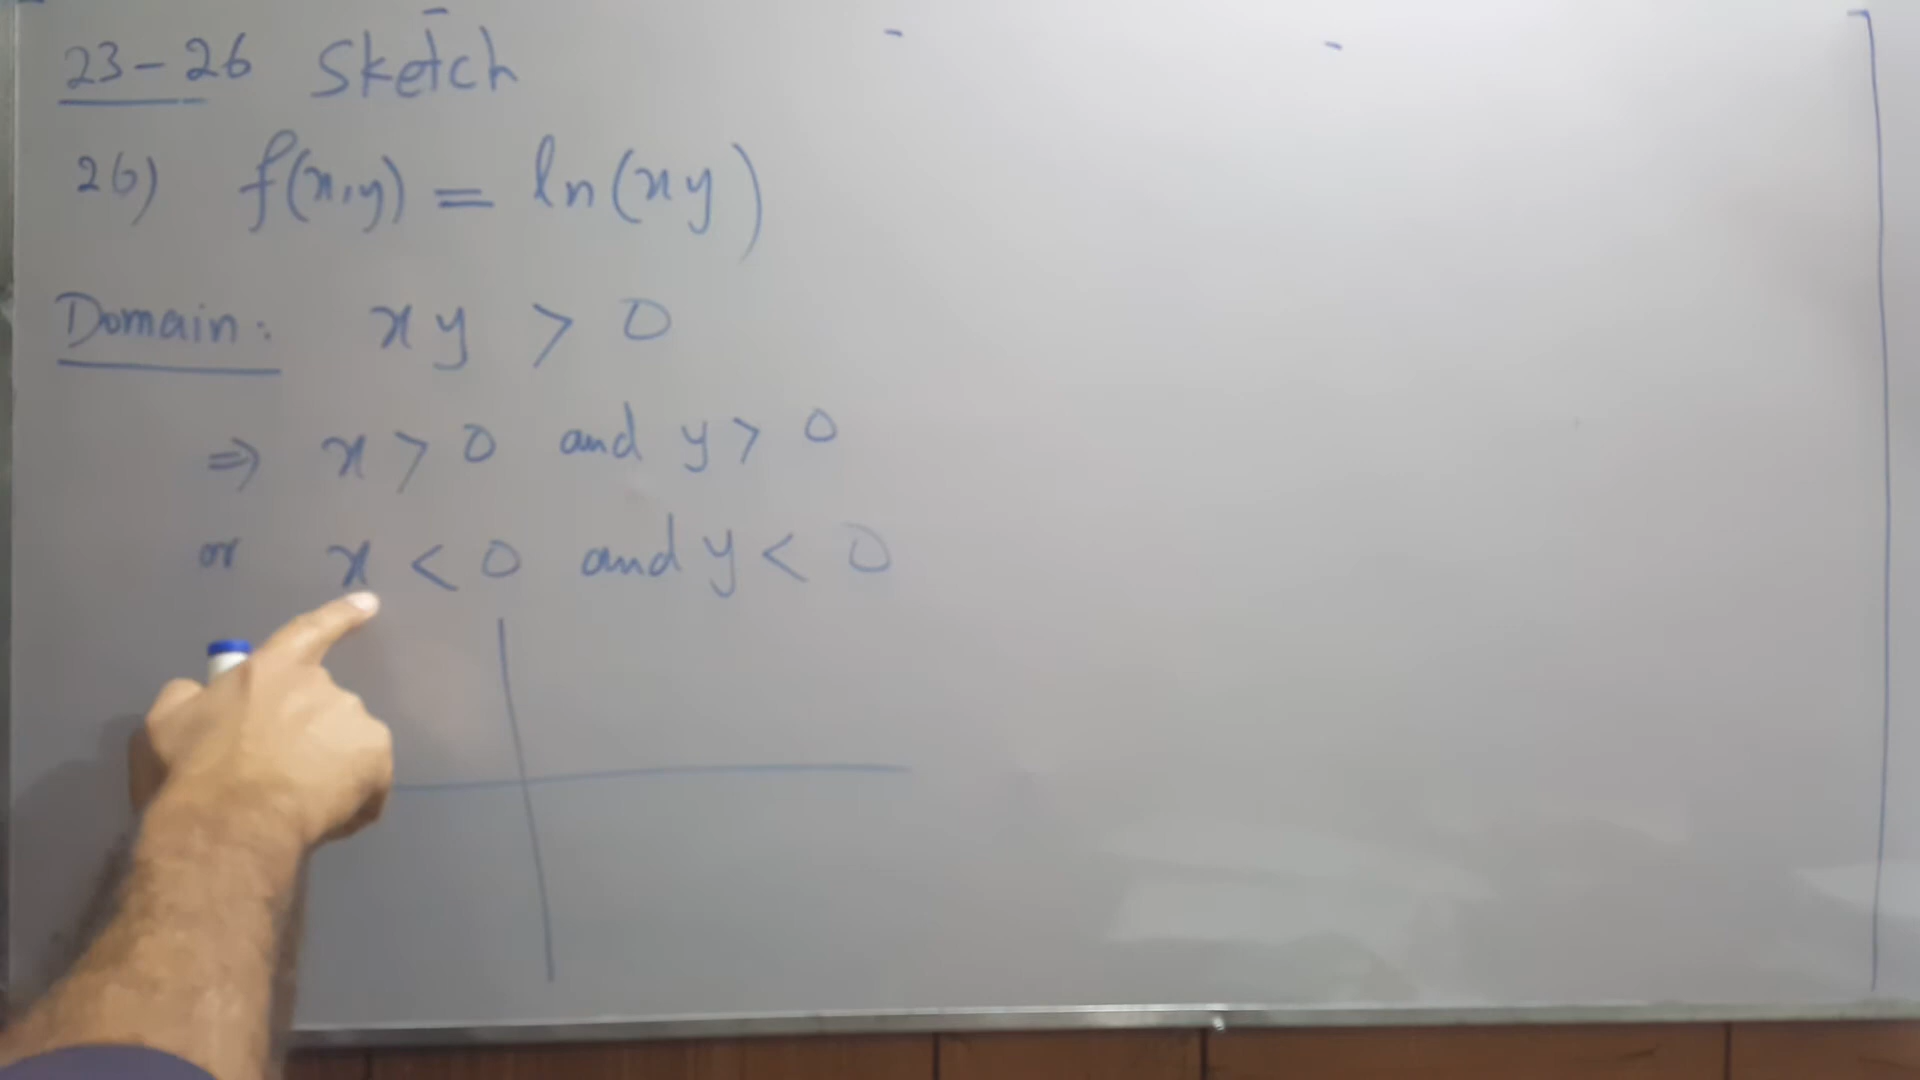 23-26 Sketch
26) f(x,y) = ln(xy)
Domain: xy > 0
⇒ x > 0 and y > 0
or x < 0 and y < 0